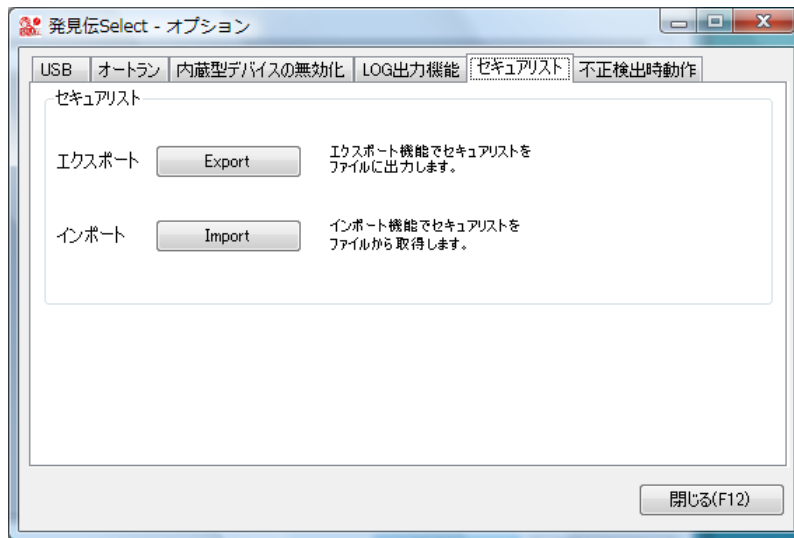 発見伝Select - オプション
USB オートラン 内蔵型デバイスの無効化 LOG出力機能 セキュアリスト 不正検出時動作
セキュアリスト
エクスポート Export エクスポート機能でセキュアリストを
ファイルに出力します。
インポート Import インポート機能でセキュアリストを
ファイルから取得します。
閉じる(F12)